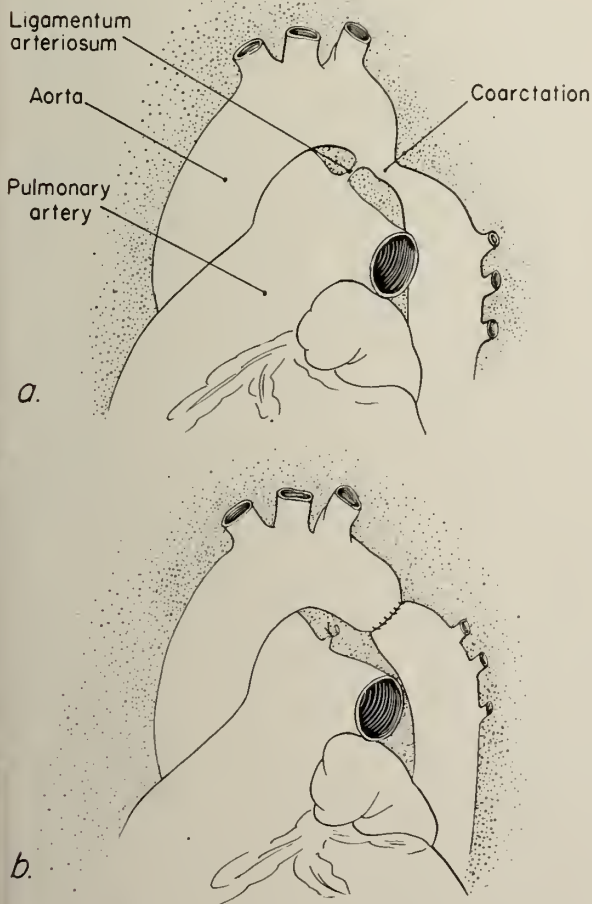 Ligamentum
arteriosum
Aorta
Coarctation
Pulmonary
artery
a.
b.